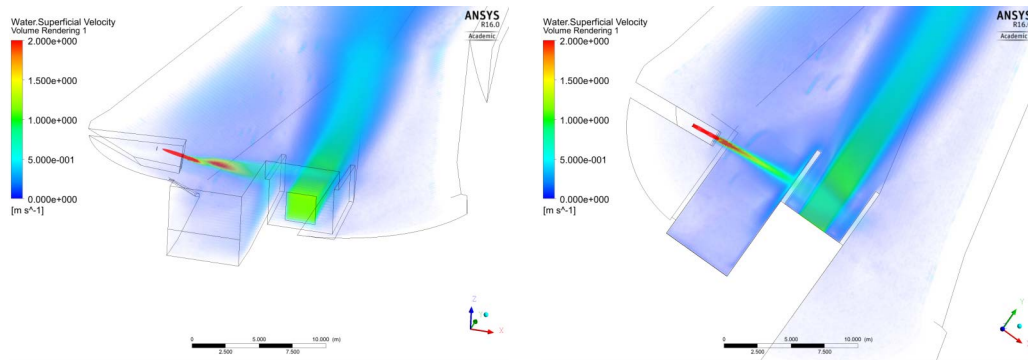 Water.Superficial Velocity
Volume Rendering 1
2.000e+000
1.500e+000
1.000e+000
5.000e-001
0.000e+000
[m s^-1]
ANSYS
R16.0
Academic
0
5.000
10.000 (m)
2.500
7.500
Z
Y
X
Water.Superficial Velocity
Volume Rendering 1
2.000e+000
1.500e+000
1.000e+000
5.000e-001
0.000e+000
[m s^-1]
ANSYS
R16.0
Academic
0
5.000
10.000 (m)
2.500
7.500
Y